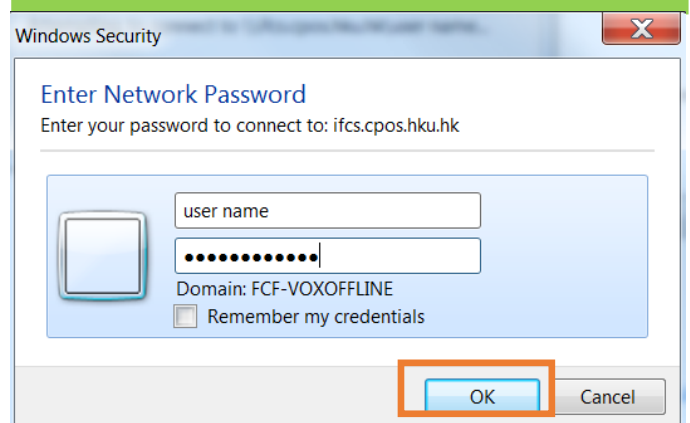 Windows Security
X
Enter Network Password
Enter your password to connect to: ifcs.cpos.hku.hk
user name
●●●●●●●●●●●●
Domain: FCF-VOXOFFLINE
Remember my credentials
OK
Cancel